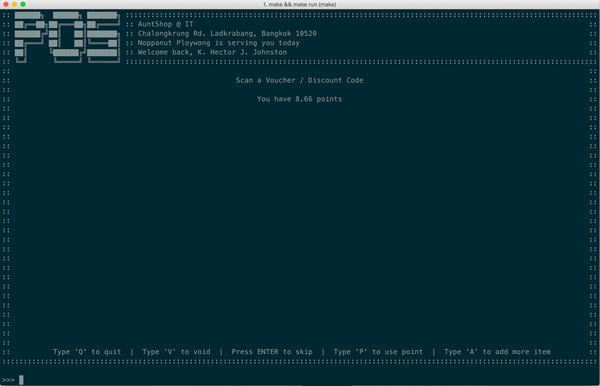 1. make && make run (make)
POS
:: AuntShop @ IT
:: Chalongkrung Rd. Ladkrabang, Bangkok 10520
:: Noppanut Ploywong is serving you today
:: Welcome back, K. Hector J. Johnston
Scan a Voucher / Discount Code
You have 8.66 points
Type 'Q' to quit | Type 'V' to void | Press ENTER to skip | Type 'P' to use point | Type 'A' to add more item
>>>